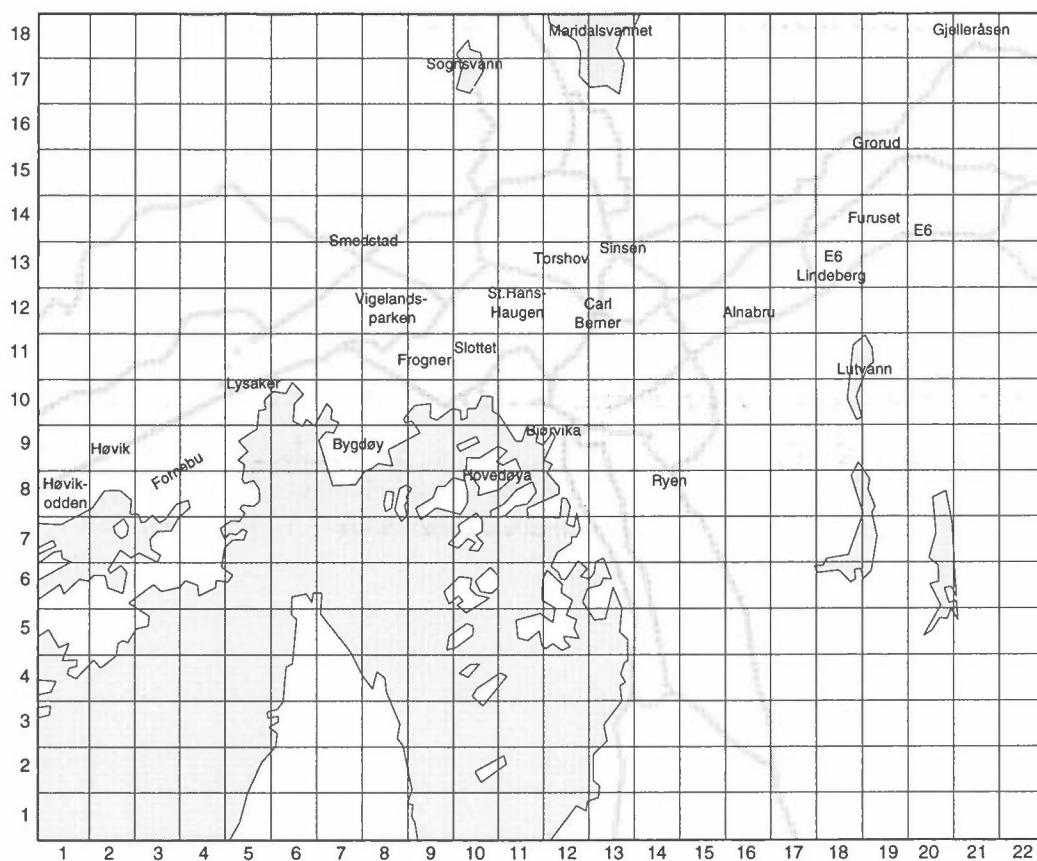 18 Maridalsvannet Gjelleråsen
17 Sognsvann
16
15 Grorud
14 Furuset
Smedstad Sinsen E6
13 Torshov E6
Lindeberg
12 Vigelands- St.Hans- Carl Alnabru
parken Haugen Berner
11 Frogner Slottet Lutvann
10 Lysaker
9 Høvik Bygdøy Bjørvika
8 Høvik- Fornebu Hovedøya Ryen
odden
7
6
5
4
3
2
1
1 2 3 4 5 6 7 8 9 10 11 12 13 14 15 16 17 18 19 20 21 22